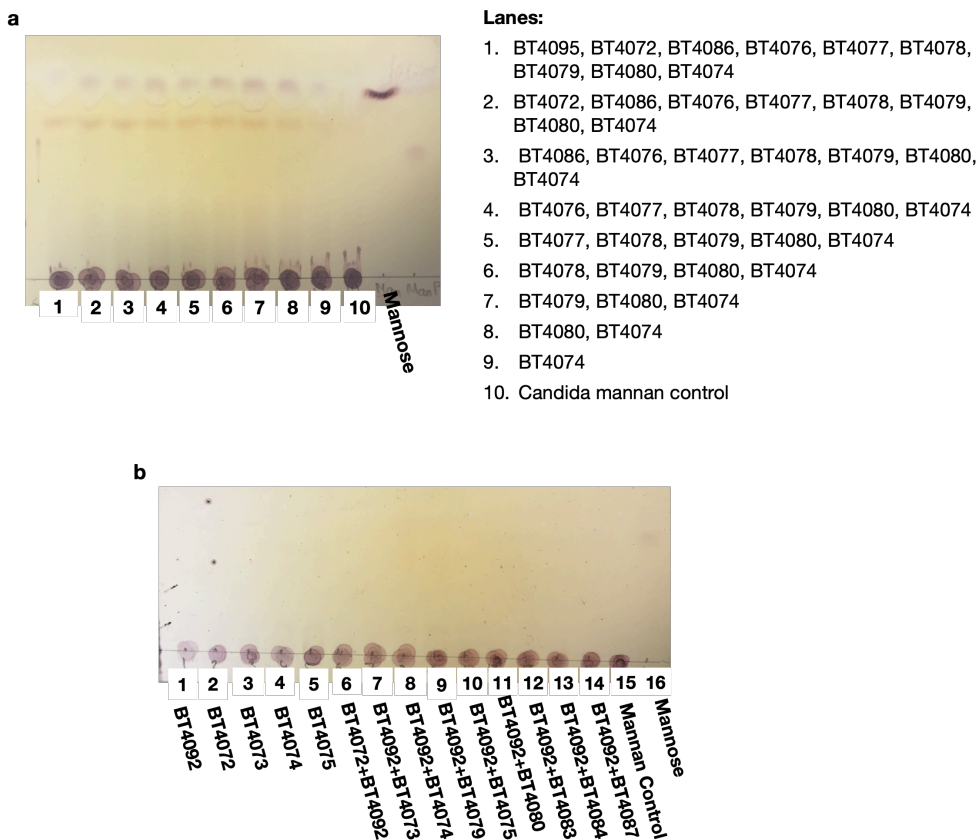 a
Lanes:
1. BT4095, BT4072, BT4086, BT4076, BT4077, BT4078,
BT4079, BT4080, BT4074
2. BT4072, BT4086, BT4076, BT4077, BT4078, BT4079,
BT4080, BT4074
3. BT4086, BT4076, BT4077, BT4078, BT4079, BT4080,
BT4074
4. BT4076, BT4077, BT4078, BT4079, BT4080, BT4074
5. BT4077, BT4078, BT4079, BT4080, BT4074
6. BT4078, BT4079, BT4080, BT4074
7. BT4079, BT4080, BT4074
8. BT4080, BT4074
9. BT4074
10. Candida mannan control
Man ManP
1 2 3 4 5 6 7 8 9 10 Mannose
b
1 2 3 4 5 6 7 8 9 10 11 12 13 14 15 16
BT4092
BT4072
BT4073
BT4074
BT4075
BT4072+BT4092
BT4092+BT4073
BT4092+BT4074
BT4092+BT4079
BT4092+BT4075
BT4092+BT4080
BT4092+BT4083
BT4092+BT4084
BT4092+BT4087
Mannan Control
Mannose